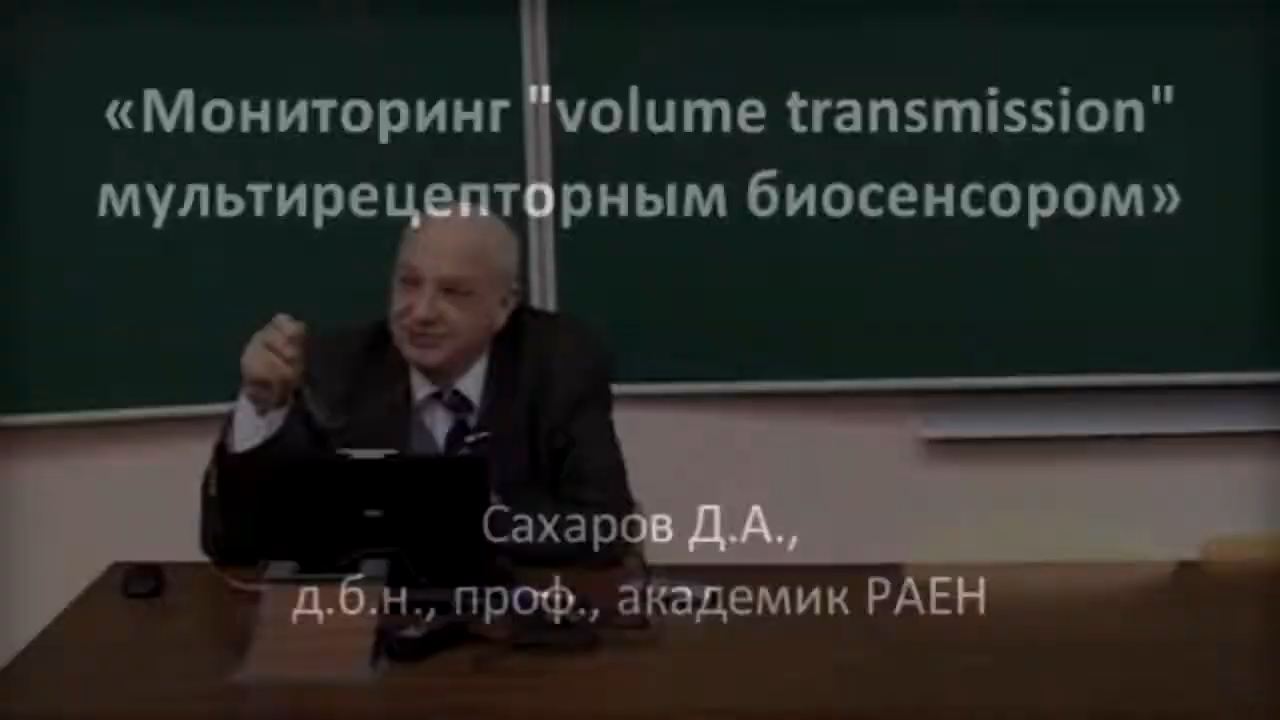 «Мониторинг "volume transmission"
мультирецепторным биосенсором»
Сахаров Д.А.,
д.б.н., проф., академик РАЕН